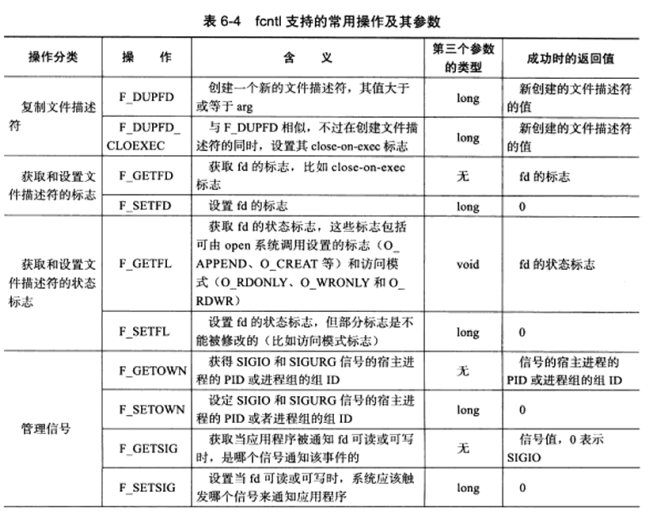 表 6-4 fcntl 支持的常用操作及其参数
操作分类 操 作 含 义 第三个参数的类型 成功时的返回值
复制文件描述符
F_DUPFD
创建一个新的文件描述符，其值大于
或等于 arg
long
新创建的文件描述符
的值
F_DUPFD_
CLOEXEC
与 F_DUPFD 相似，不过在创建文件描
述符的同时，设置其 close-on-exec 标志
long
新创建的文件描述符
的值
获取和设置文
件描述符的标志
F_GETFD
获取 fd 的标志，比如 close-on-exec
标志
无
fd 的标志
F_SETFD
设置 fd 的标志
long
0
获取和设置文
件描述符的状态
标志
F_GETFL
获取 fd 的状态标志，这些标志包括
可由 open 系统调用设置的标志（O_
APPEND、O_CREAT 等）和访问模
式（O_RDONLY、O_WRONLY 和 O_
RDWR）
void
fd 的状态标志
F_SETFL
设置 fd 的状态标志，但部分标志是不
能被修改的（比如访问模式标志）
long
0
管理信号
F_GETOWN
获得 SIGIO 和 SIGURG 信号的宿主进
程的 PID 或进程组的组 ID
无
信号的宿主进程的
PID 或进程组的组 ID
F_SETOWN
设定 SIGIO 和 SIGURG 信号的宿主进
程的 PID 或者进程组的组 ID
long
0
F_GETSIG
获取当应用程序被通知 fd 可读或可写
时，是哪个信号通知该事件的
无
信号值，0 表示
SIGIO
F_SETSIG
设置当 fd 可读或可写时，系统应该触
发哪个信号来通知应用程序
long
0